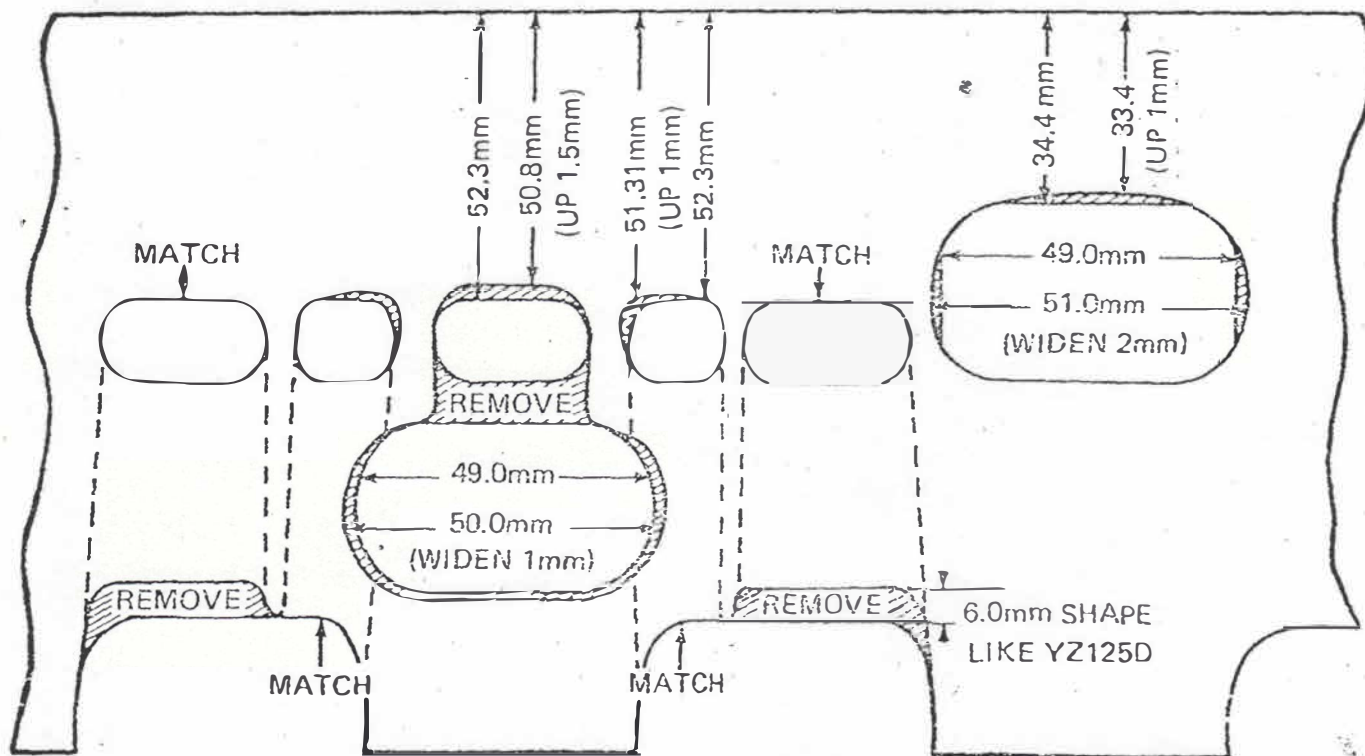 52.3mm
50.8mm
(UP 1.5mm)
51.31mm
(UP 1mm)
52.3mm
34.4 mm
33.4
(UP 1mm)
MATCH
MATCH
49.0mm
51.0mm
(WIDEN 2mm)
REMOVE
49.0mm
50.0mm
(WIDEN 1mm)
REMOVE
REMOVE
6.0mm SHAPE
LIKE YZ125D
MATCH
MATCH